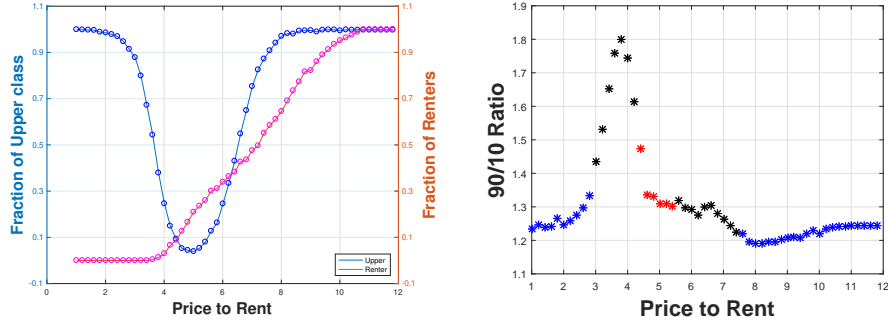 Fraction of Upper class
1.1
0.9
0.7
0.5
0.3
0.1
-0.1
0 2 4 6 8 10 12
Price to Rent
1.1
0.9
0.7
0.5
0.3
0.1
-0.1
Fraction of Renters
Upper
Renter
90/10 Ratio
1.9
1.8
1.7
1.6
1.5
1.4
1.3
1.2
1.1
1 2 3 4 5 6 7 8 9 10 11 12
Price to Rent